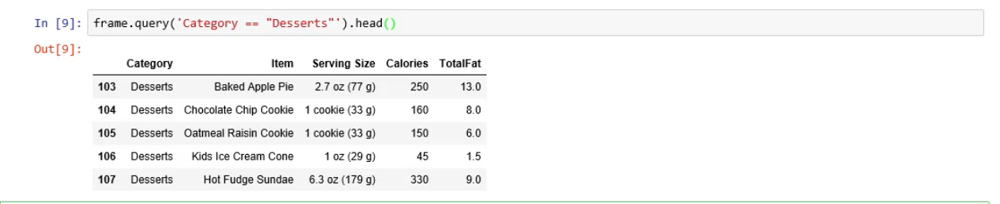 In [9]: frame.query('Category == "Desserts"').head()
Out[9]:
Category Item Serving Size Calories TotalFat
103 Desserts Baked Apple Pie 2.7 oz (77 g) 250 13.0
104 Desserts Chocolate Chip Cookie 1 cookie (33 g) 160 8.0
105 Desserts Oatmeal Raisin Cookie 1 cookie (33 g) 150 6.0
106 Desserts Kids Ice Cream Cone 1 oz (29 g) 45 1.5
107 Desserts Hot Fudge Sundae 6.3 oz (179 g) 330 9.0